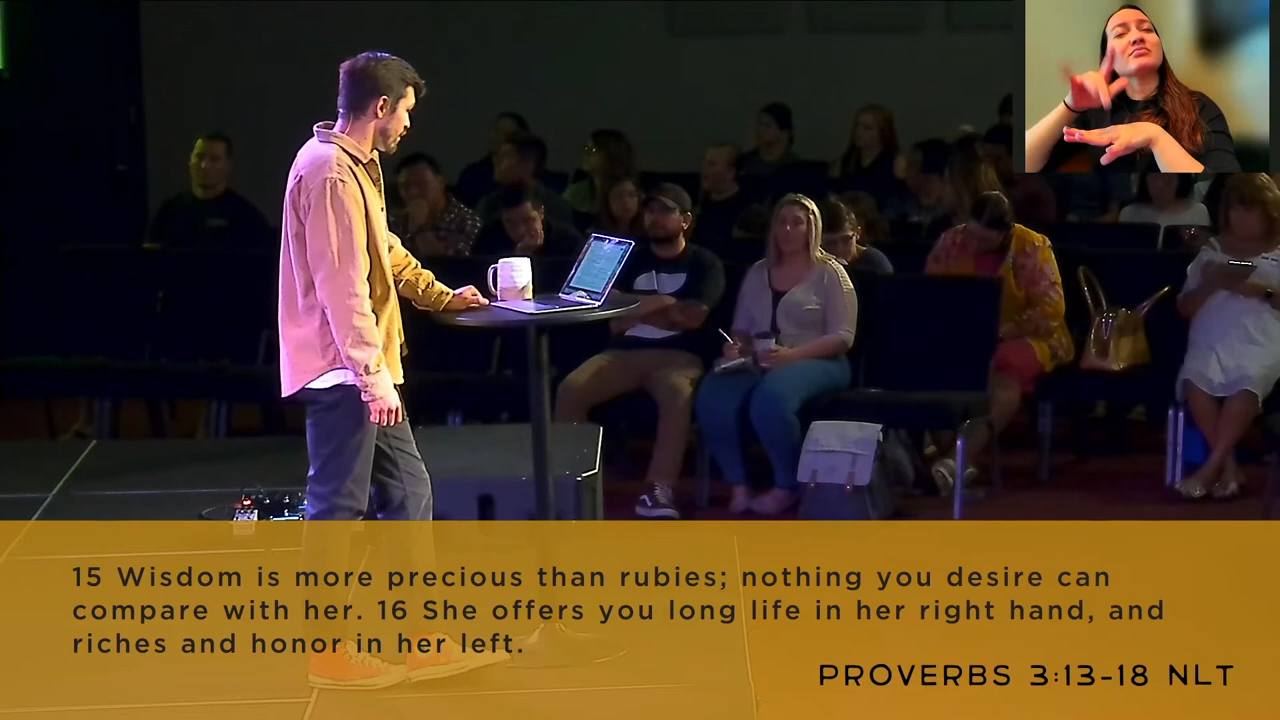 15 Wisdom is more precious than rubies; nothing you desire can
compare with her. 16 She offers you long life in her right hand, and
riches and honor in her left.
PROVERBS 3:13-18 NLT